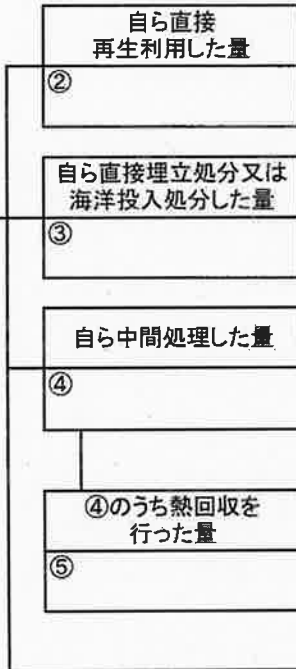 自ら直接
再生利用した量
②
自ら直接埋立処分又は
海洋投入処分した量
③
自ら中間処理した量
④
④のうち熱回収を
行った量
⑤